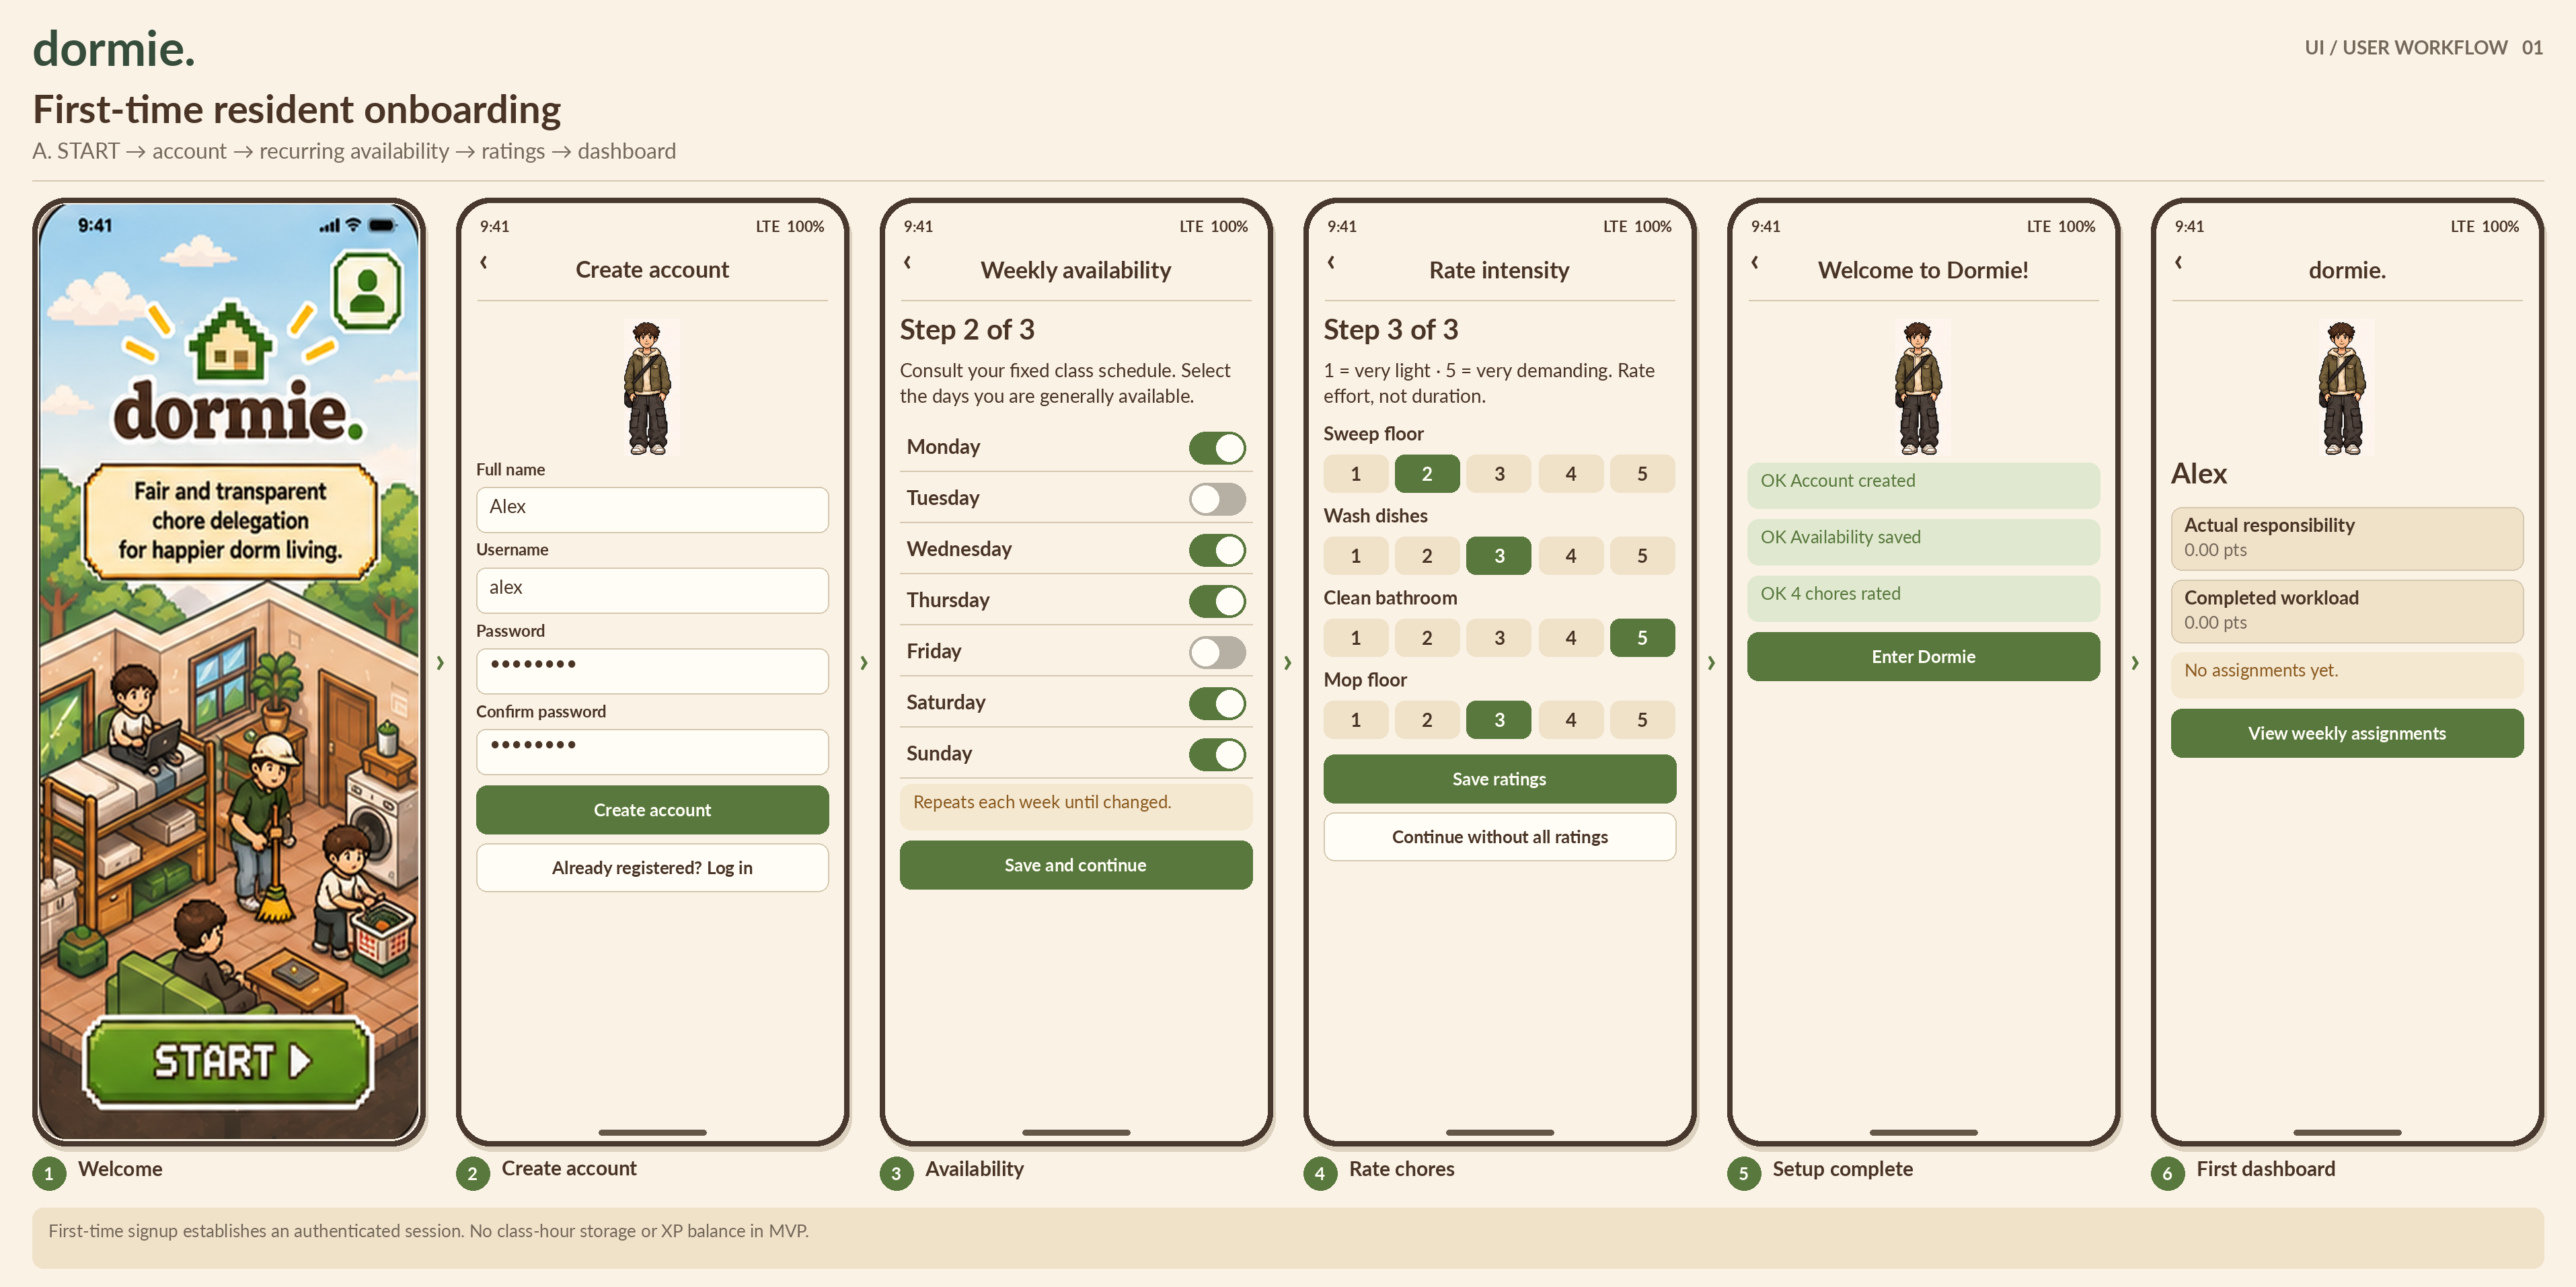 dormie.
UI / USER WORKFLOW 01
First-time resident onboarding
A. START → account → recurring availability → ratings → dashboard
9:41
dormie.
Fair and transparent
chore delegation
for happier dorm living.
START
1 Welcome
9:41 LTE 100%
‹ Create account
Full name
Alex
Username
alex
Password
••••••••
Confirm password
••••••••
Create account
Already registered? Log in
2 Create account
9:41 LTE 100%
‹ Weekly availability
Step 2 of 3
Consult your fixed class schedule. Select
the days you are generally available.
Monday
Tuesday
Wednesday
Thursday
Friday
Saturday
Sunday
Repeats each week until changed.
Save and continue
3 Availability
9:41 LTE 100%
‹ Rate intensity
Step 3 of 3
1 = very light · 5 = very demanding. Rate
effort, not duration.
Sweep floor
1 2 3 4 5
Wash dishes
1 2 3 4 5
Clean bathroom
1 2 3 4 5
Mop floor
1 2 3 4 5
Save ratings
Continue without all ratings
4 Rate chores
9:41 LTE 100%
‹ Welcome to Dormie!
OK Account created
OK Availability saved
OK 4 chores rated
Enter Dormie
5 Setup complete
9:41 LTE 100%
‹ dormie.
Alex
Actual responsibility
0.00 pts
Completed workload
0.00 pts
No assignments yet.
View weekly assignments
6 First dashboard
First-time signup establishes an authenticated session. No class-hour storage or XP balance in MVP.